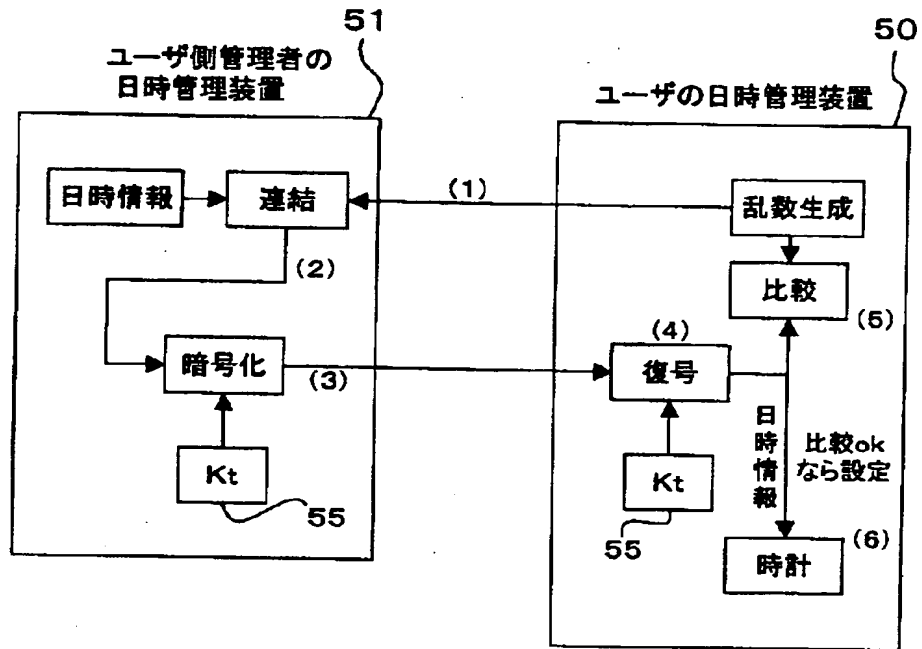 51
ユーザ側管理者の
日時管理装置
50
ユーザの日時管理装置
日時情報
連結
(1)
乱数生成
(2)
比較
(5)
暗号化
(3)
(4)
復号
日時情報
比較ok
なら設定
Kt
55
Kt
55
(6)
時計